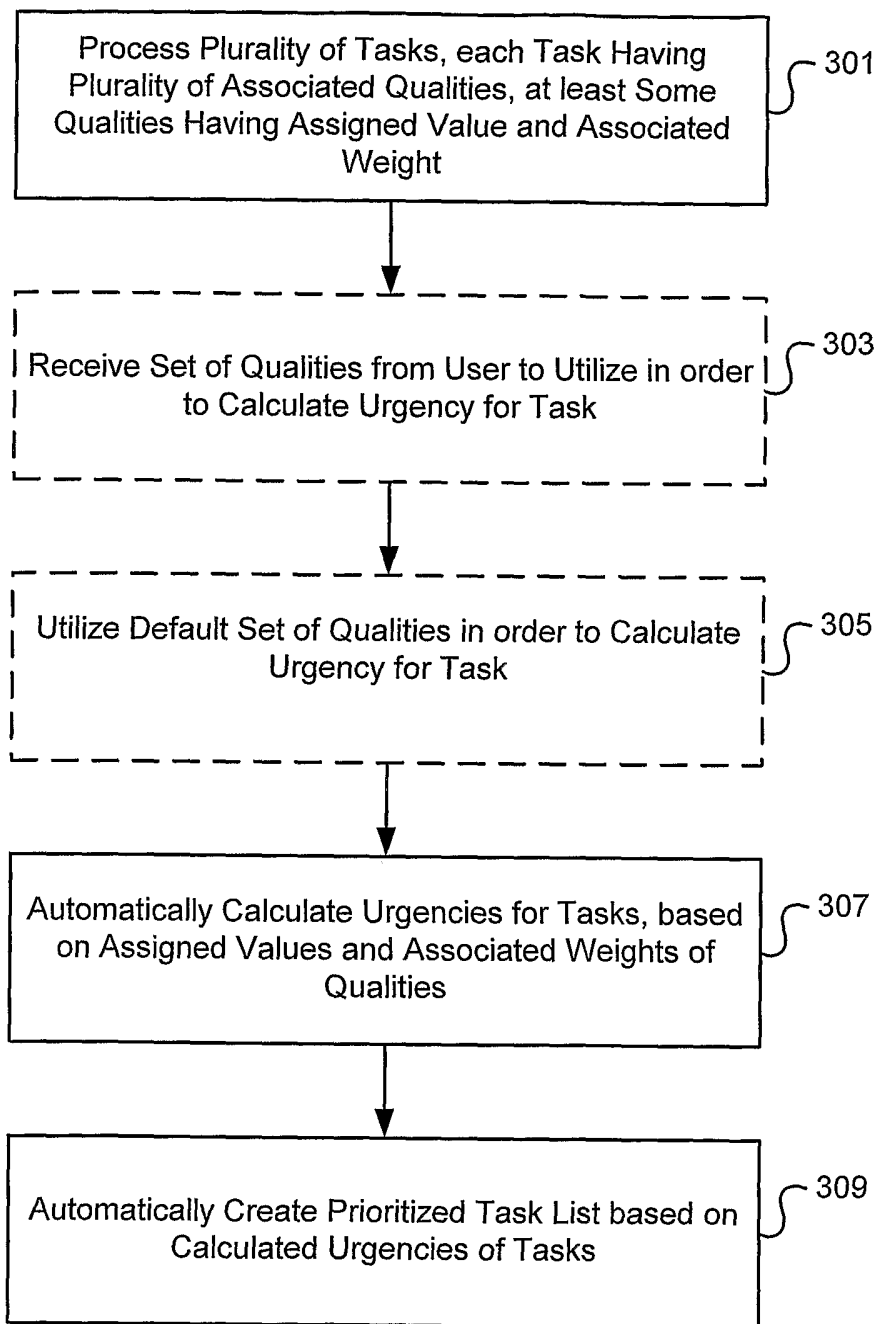 Process Plurality of Tasks, each Task Having
Plurality of Associated Qualities, at least Some
Qualities Having Assigned Value and Associated
Weight
301
Receive Set of Qualities from User to Utilize in order
to Calculate Urgency for Task
303
Utilize Default Set of Qualities in order to Calculate
Urgency for Task
305
Automatically Calculate Urgencies for Tasks, based
on Assigned Values and Associated Weights of
Qualities
307
Automatically Create Prioritized Task List based on
Calculated Urgencies of Tasks
309